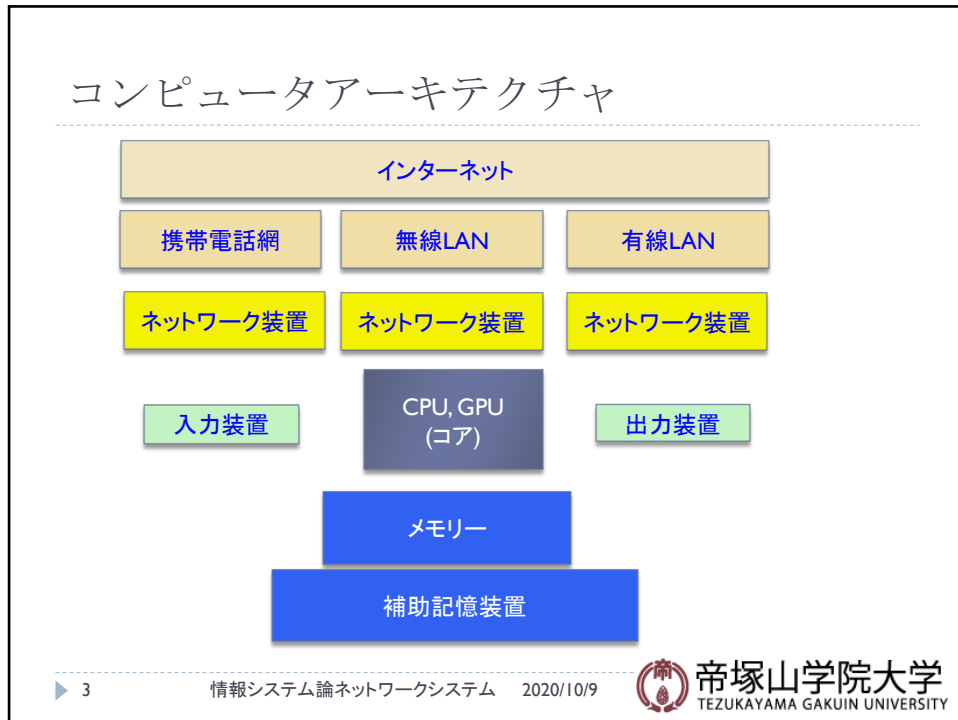 コンピュータアーキテクチャ
インターネット
携帯電話網
無線LAN
有線LAN
ネットワーク装置
ネットワーク装置
ネットワーク装置
入力装置
CPU, GPU
(コア)
出力装置
メモリー
補助記憶装置
3
情報システム論ネットワークシステム
2020/10/9
帝塚山学院大学
TEZUKAYAMA GAKUIN UNIVERSITY